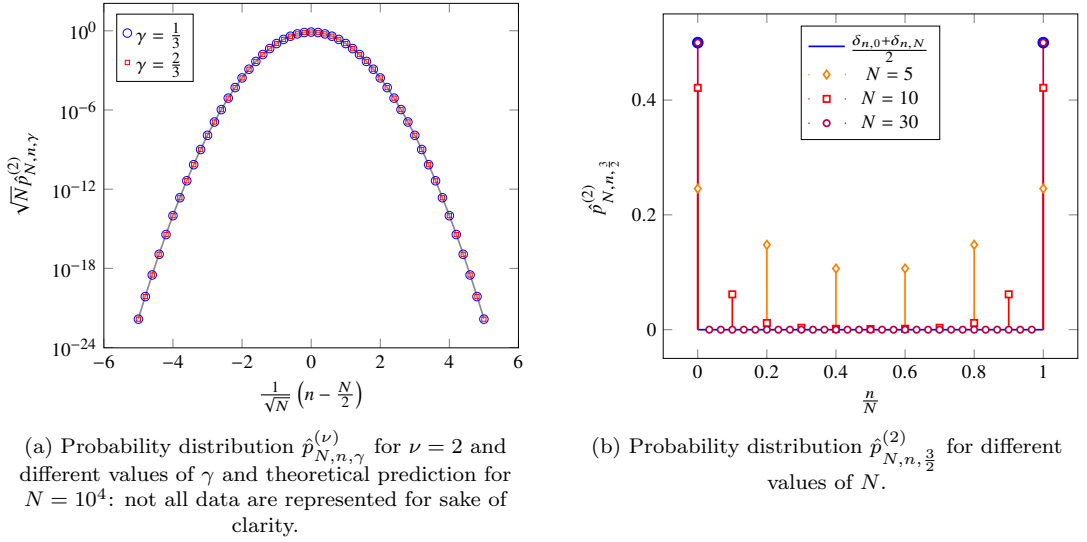 10^0
10^{-6}
10^{-12}
10^{-18}
10^{-24}
√N p̂^{(2)}_{N,n,γ}
γ = 1/3
γ = 2/3
−6 −4 −2 0 2 4 6
1/√N (n − N/2)
(a) Probability distribution p̂^{(ν)}_{N,n,γ} for ν = 2 and
different values of γ and theoretical prediction for
N = 10^4: not all data are represented for sake of
clarity.
0.4
0.2
0
p̂^{(2)}_{N,n,3/2}
(δ_{n,0}+δ_{n,N})/2
N = 5
N = 10
N = 30
0 0.2 0.4 0.6 0.8 1
n/N
(b) Probability distribution p̂^{(2)}_{N,n,3/2} for different
values of N.